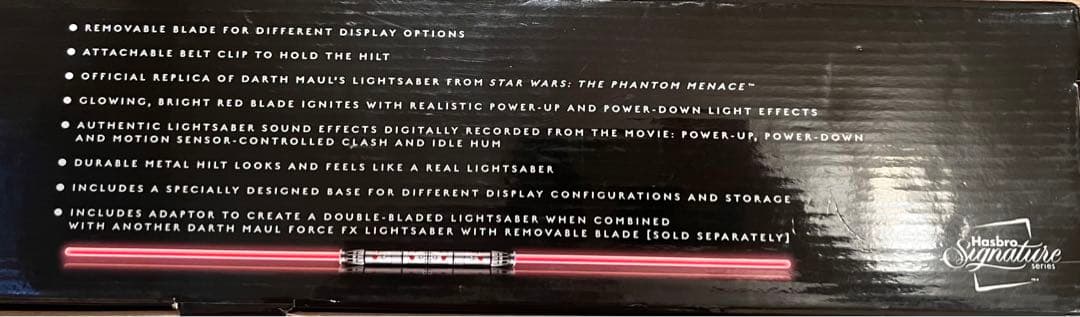 • REMOVABLE BLADE FOR DIFFERENT DISPLAY OPTIONS
• ATTACHABLE BELT CLIP TO HOLD THE HILT
• OFFICIAL REPLICA OF DARTH MAUL'S LIGHTSABER FROM STAR WARS: THE PHANTOM MENACE™
• GLOWING, BRIGHT RED BLADE IGNITES WITH REALISTIC POWER-UP AND POWER-DOWN LIGHT EFFECTS
• AUTHENTIC LIGHTSABER SOUND EFFECTS DIGITALLY RECORDED FROM THE MOVIE: POWER-UP, POWER-DOWN
AND MOTION SENSOR-CONTROLLED CLASH AND IDLE HUM
• DURABLE METAL HILT LOOKS AND FEELS LIKE A REAL LIGHTSABER
• INCLUDES A SPECIALLY DESIGNED BASE FOR DIFFERENT DISPLAY CONFIGURATIONS AND STORAGE
• INCLUDES ADAPTOR TO CREATE A DOUBLE-BLADED LIGHTSABER WHEN COMBINED
WITH ANOTHER DARTH MAUL FORCE FX LIGHTSABER WITH REMOVABLE BLADE [SOLD SEPARATELY]
Hasbro
Signature
series
™